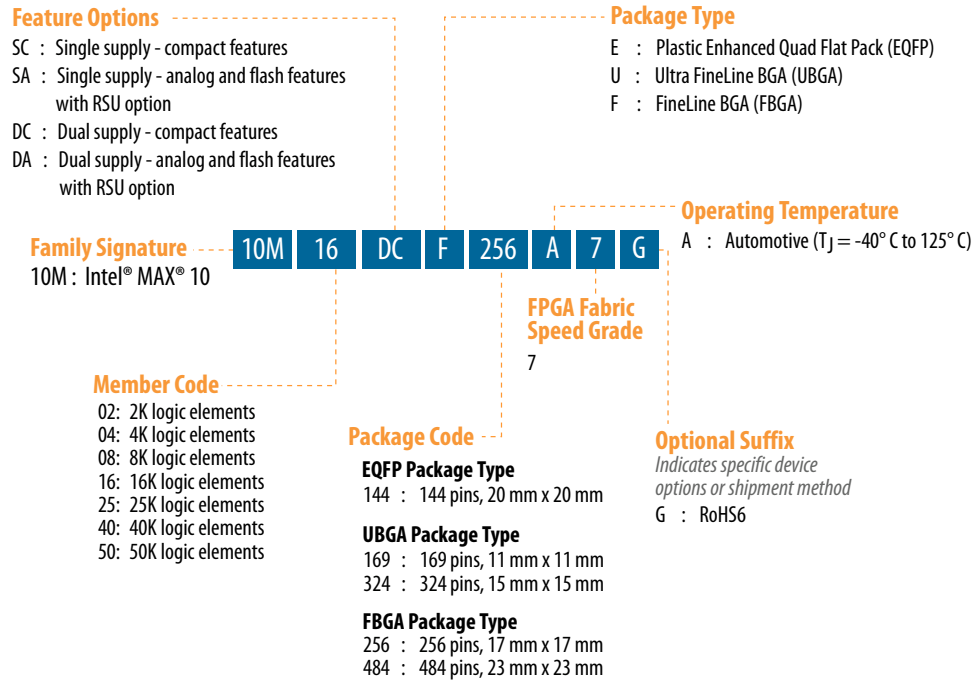 Feature Options
SC : Single supply - compact features
SA : Single supply - analog and flash features
with RSU option
DC : Dual supply - compact features
DA : Dual supply - analog and flash features
with RSU option
Package Type
E : Plastic Enhanced Quad Flat Pack (EQFP)
U : Ultra FineLine BGA (UBGA)
F : FineLine BGA (FBGA)
Operating Temperature
A : Automotive (TJ = -40° C to 125° C)
Family Signature
10M : Intel® MAX® 10
10M 16 DC F 256 A 7 G
FPGA Fabric
Speed Grade
7
Member Code
02: 2K logic elements
04: 4K logic elements
08: 8K logic elements
16: 16K logic elements
25: 25K logic elements
40: 40K logic elements
50: 50K logic elements
Package Code
EQFP Package Type
144 : 144 pins, 20 mm x 20 mm
UBGA Package Type
169 : 169 pins, 11 mm x 11 mm
324 : 324 pins, 15 mm x 15 mm
FBGA Package Type
256 : 256 pins, 17 mm x 17 mm
484 : 484 pins, 23 mm x 23 mm
Optional Suffix
Indicates specific device
options or shipment method
G : RoHS6